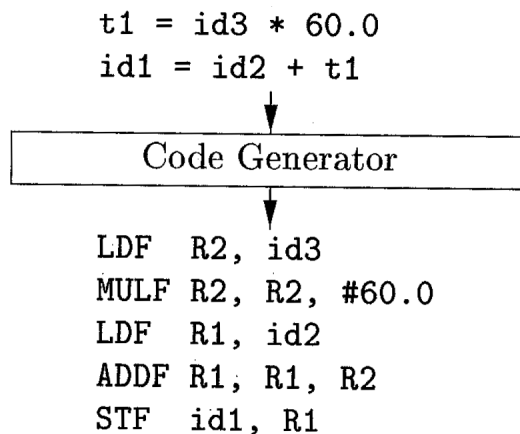 t1 = id3 * 60.0
id1 = id2 + t1
Code Generator
LDF R2, id3
MULF R2, R2, #60.0
LDF R1, id2
ADDF R1, R1, R2
STF id1, R1